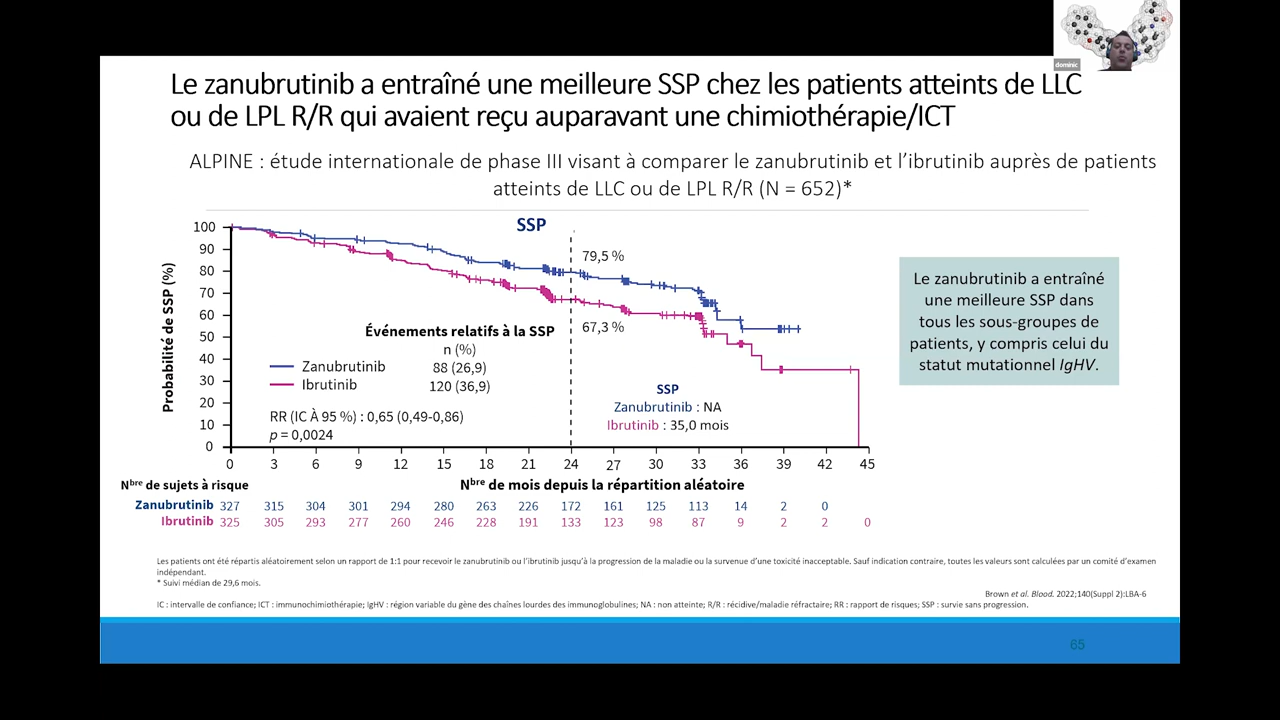 dominic
Le zanubrutinib a entraîné une meilleure SSP chez les patients atteints de LLC
ou de LPL R/R qui avaient reçu auparavant une chimiothérapie/ICT
ALPINE : étude internationale de phase III visant à comparer le zanubrutinib et l’ibrutinib auprès de patients
atteints de LLC ou de LPL R/R (N = 652)*
SSP
Probabilité de SSP (%)
100
90
80
70
60
50
40
30
20
10
0
79,5 %
67,3 %
Événements relatifs à la SSP
n (%)
Zanubrutinib 88 (26,9)
Ibrutinib 120 (36,9)
RR (IC À 95 %) : 0,65 (0,49-0,86)
p = 0,0024
SSP
Zanubrutinib : NA
Ibrutinib : 35,0 mois
0 3 6 9 12 15 18 21 24 27 30 33 36 39 42 45
Nbre de mois depuis la répartition aléatoire
Nbre de sujets à risque
Zanubrutinib 327 315 304 301 294 280 263 226 172 161 125 113 14 2 0
Ibrutinib 325 305 293 277 260 246 228 191 133 123 98 87 9 2 2 0
Le zanubrutinib a entraîné
une meilleure SSP dans
tous les sous-groupes de
patients, y compris celui du
statut mutationnel IgHV.
Les patients ont été répartis aléatoirement selon un rapport de 1:1 pour recevoir le zanubrutinib ou l’ibrutinib jusqu’à la progression de la maladie ou la survenue d’une toxicité inacceptable. Sauf indication contraire, toutes les valeurs sont calculées par un comité d’examen
indépendant.
* Suivi médian de 29,6 mois.
Brown et al. Blood. 2022;140(Suppl 2):LBA-6
IC : intervalle de confiance; ICT : immunochimiothérapie; IgHV : région variable du gène des chaînes lourdes des immunoglobulines; NA : non atteinte; R/R : récidive/maladie réfractaire; RR : rapport de risques; SSP : survie sans progression.
65